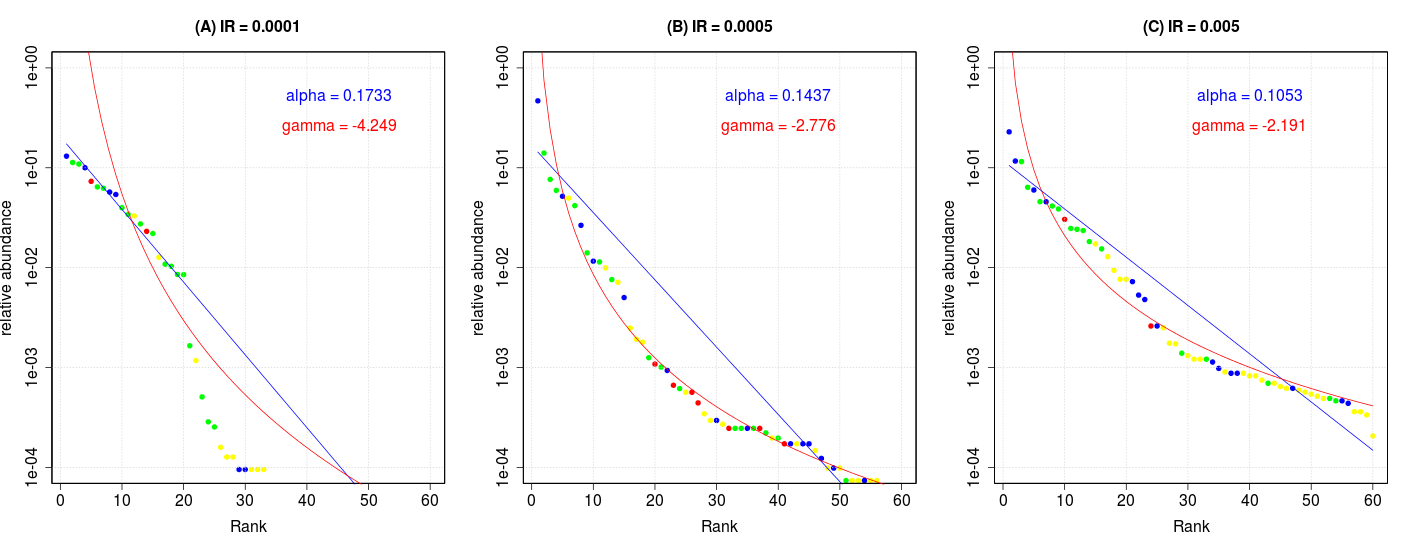 (A) IR = 0.0001
1e+00
1e-01
1e-02
1e-03
1e-04
relative abundance
alpha = 0.1733
gamma = -4.249
0 10 20 30 40 50 60
Rank
(B) IR = 0.0005
1e+00
1e-01
1e-02
1e-03
1e-04
relative abundance
alpha = 0.1437
gamma = -2.776
0 10 20 30 40 50 60
Rank
(C) IR = 0.005
1e+00
1e-01
1e-02
1e-03
1e-04
relative abundance
alpha = 0.1053
gamma = -2.191
0 10 20 30 40 50 60
Rank